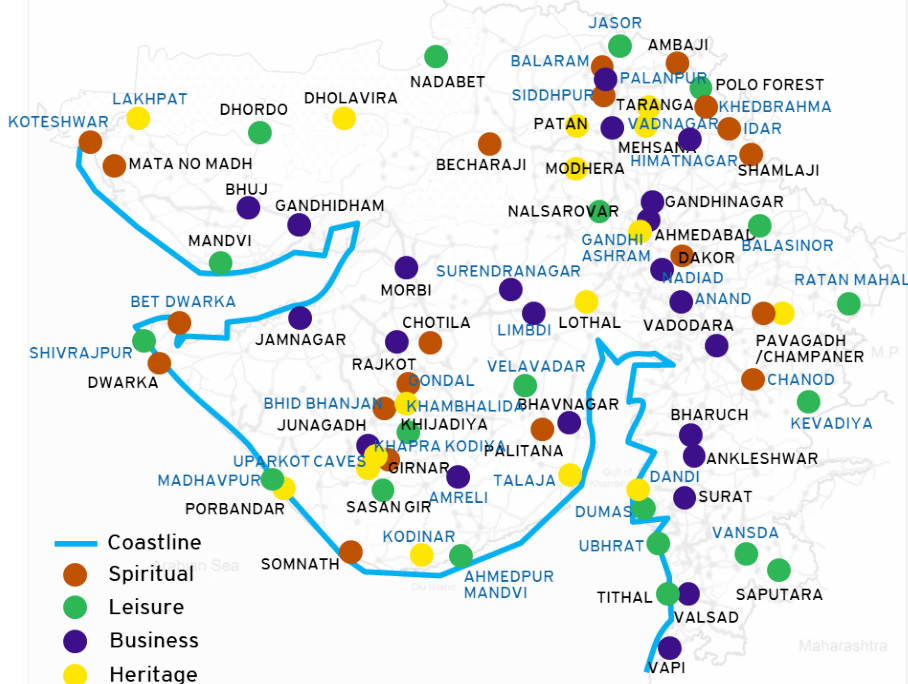 JASOR
AMBAJI
BALARAM
PALANPUR
NADABET
POLO FOREST
SIDDHPUR
TARANGA
KHEDBRAHMA
LAKHPAT
DHORDO
DHOLAVIRA
KOTESHWAR
PATAN
VADNAGAR
IDAR
MEHSANA
HIMATNAGAR
MATA NO MADH
BECHARAJI
MODHERA
SHAMLAJI
BHUJ
GANDHIDHAM
NALSAROVAR
GANDHINAGAR
MANDVI
GANDHI
ASHRAM
AHMEDABAD
BALASINOR
DAKOR
SURENDRANAGAR
NADIAD
RATAN MAHAL
MORBI
BET DWARKA
ANAND
LIMBDI
LOTHAL
VADODARA
JAMNAGAR
CHOTILA
PAVAGADH
/CHAMPANER
M.P
SHIVRAJPUR
RAJKOT
VELAVADAR
DWARKA
GONDAL
CHANOD
BHID BHANJAN
KHAMBHALIDA
BHAVNAGAR
KEVADIYA
JUNAGADH
KHIJADIYA
BHARUCH
KHAPRA KODIYA
PALITANA
UPARKOT CAVES
GIRNAR
ANKLESHWAR
MADHAVPUR
AMRELI
TALAJA
Gulf of
DANDI
PORBANDAR
SASAN GIR
SURAT
DUMAS
KODINAR
VANSDA
UBHRAT
SOMNATH
AHMEDPUR
MANDVI
SAPUTARA
TITHAL
VALSAD
Maharashtra
VAPI
Coastline
Arabian Sea
Spiritual
Leisure
Business
Heritage